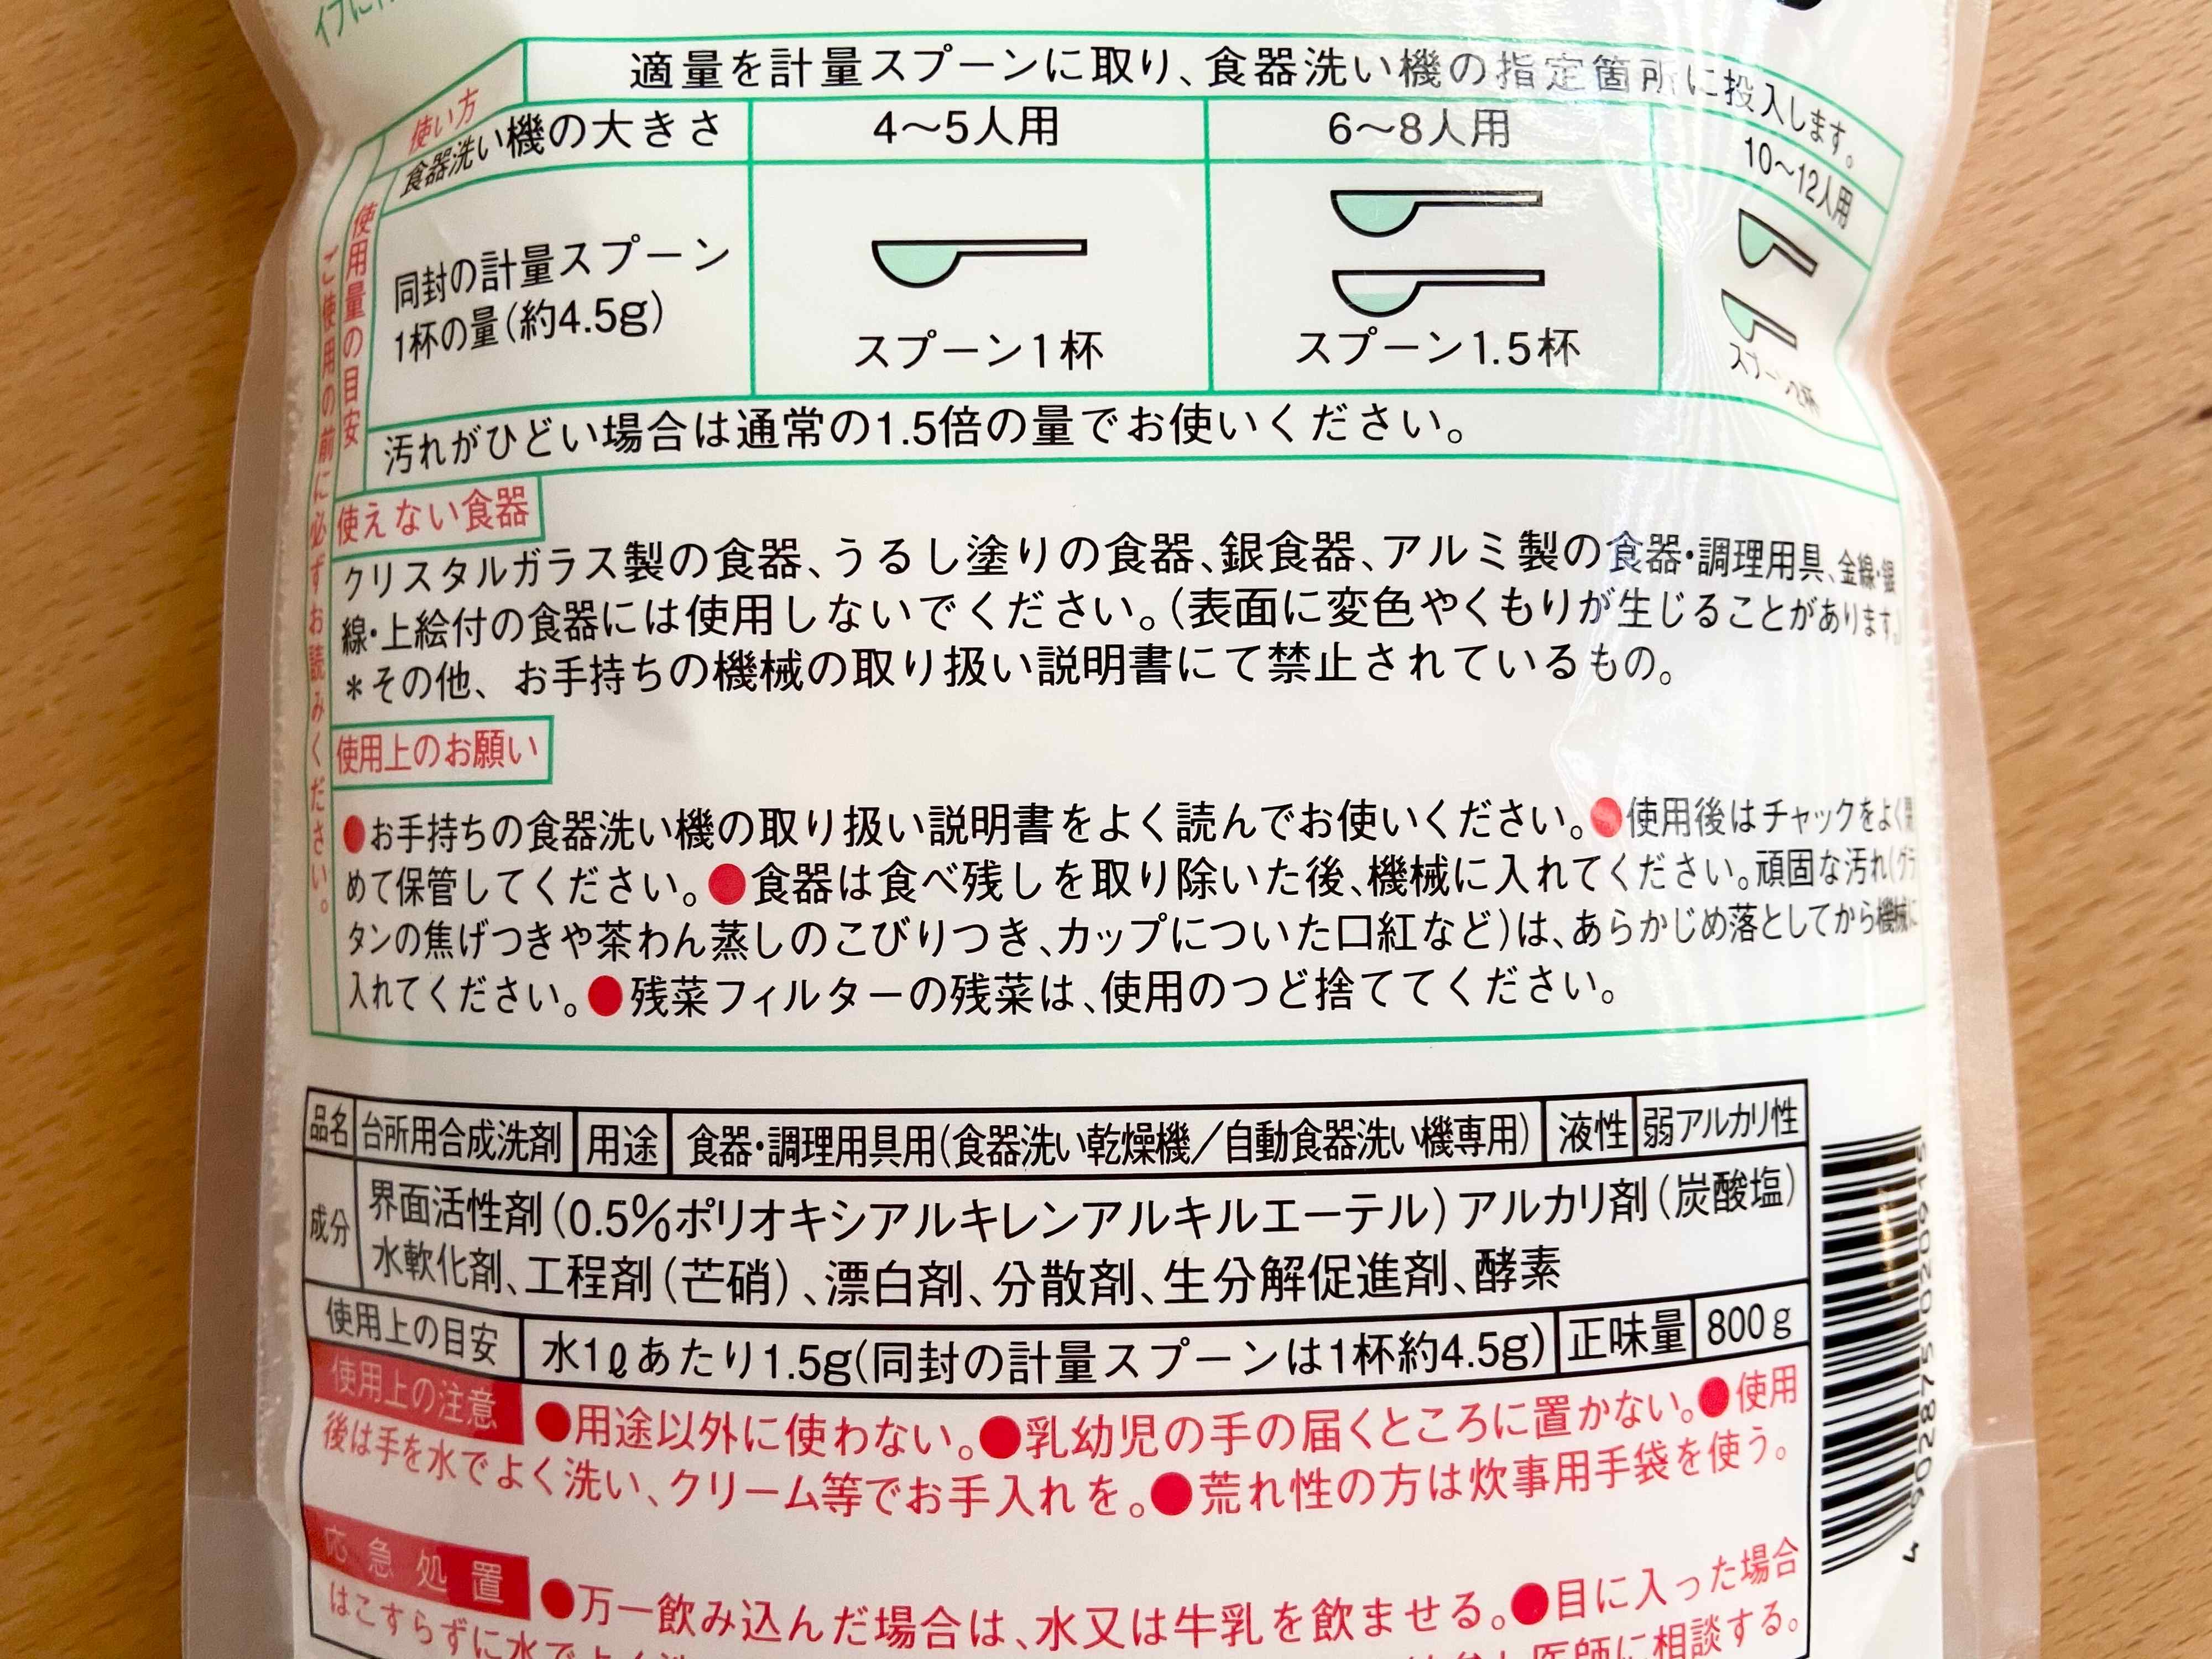 適量を計量スプーンに取り、食器洗い機の指定箇所に投入します。
使い方
食器洗い機の大きさ
4〜5人用
6〜8人用
10〜12人用
使用量の目安
ご使用の前に必ずお読みください。
同封の計量スプーン
1杯の量(約4.5g)
スプーン1杯
スプーン1.5杯
スプーン2杯
汚れがひどい場合は通常の1.5倍の量でお使いください。
使えない食器
クリスタルガラス製の食器、うるし塗りの食器、銀食器、アルミ製の食器・調理用具、金線・銀
線・上絵付の食器には使用しないでください。(表面に変色やくもりが生じることがあります。)
＊その他、お手持ちの機械の取り扱い説明書にて禁止されているもの。
使用上のお願い
●お手持ちの食器洗い機の取り扱い説明書をよく読んでお使いください。●使用後はチャックをよく閉
めて保管してください。●食器は食べ残しを取り除いた後、機械に入れてください。頑固な汚れ(グラ
タンの焦げつきや茶わん蒸しのこびりつき、カップについた口紅など)は、あらかじめ落としてから機械に
入れてください。●残菜フィルターの残菜は、使用のつど捨ててください。
品名 台所用合成洗剤 用途 食器・調理用具用(食器洗い乾燥機／自動食器洗い機専用) 液性 弱アルカリ性
成分 界面活性剤(0.5％ポリオキシアルキレンアルキルエーテル)アルカリ剤(炭酸塩)
水軟化剤、工程剤(芒硝)、漂白剤、分散剤、生分解促進剤、酵素
使用上の目安 水1ℓあたり1.5g(同封の計量スプーンは1杯約4.5g) 正味量 800g
使用上の注意 ●用途以外に使わない。●乳幼児の手の届くところに置かない。●使用
後は手を水でよく洗い、クリーム等でお手入れを。●荒れ性の方は炊事用手袋を使う。
応急処置 ●万一飲み込んだ場合は、水又は牛乳を飲ませる。●目に入った場合
はこすらずに水でよく
医師に相談する。
4 902875 020915